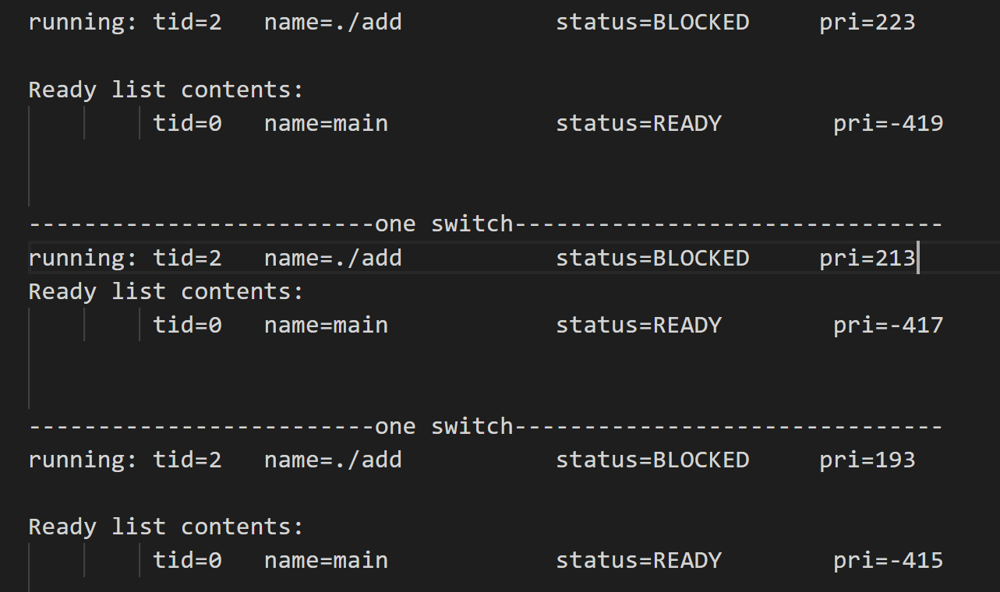 running: tid=2   name=./add           status=BLOCKED     pri=223
Ready list contents:
         tid=0   name=main            status=READY        pri=-419
-------------------------one switch-------------------------------
running: tid=2   name=./add           status=BLOCKED     pri=213
Ready list contents:
         tid=0   name=main            status=READY        pri=-417
-------------------------one switch-------------------------------
running: tid=2   name=./add           status=BLOCKED     pri=193
Ready list contents:
         tid=0   name=main            status=READY        pri=-415